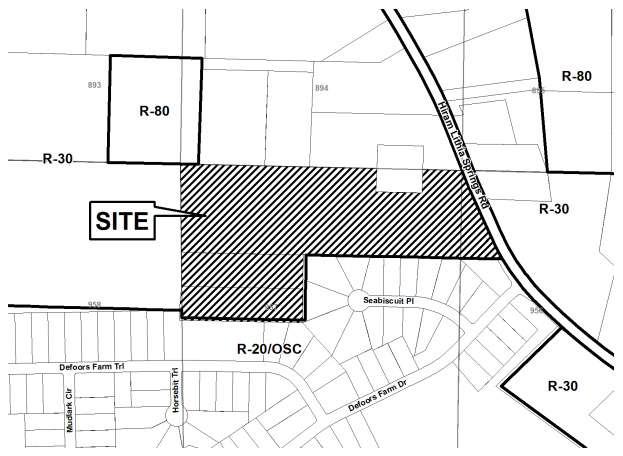 R-80
893
894
R-80
R-30
Hiram Lithia Springs Rd
SITE
R-30
958
Seabiscuit Pl
956
R-20/OSC
Defoors Farm Trl
Horsebit Trl
Mudlark Cir
Defoors Farm Dr
R-30